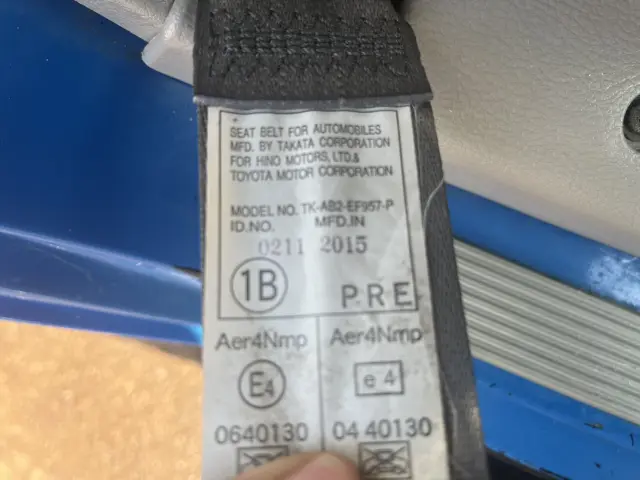 SEAT BELT FOR AUTOMOBILES
MFD. BY TAKATA CORPORATION
FOR HINO MOTORS, LTD.&
TOYOTA MOTOR CORPORATION
MODEL NO. TK-AB2-EF957-P
ID.NO. MFD.IN
0211 2015
1B PRE
Aer4Nmp Aer4Nmp
E4 e 4
0640130 04 40130